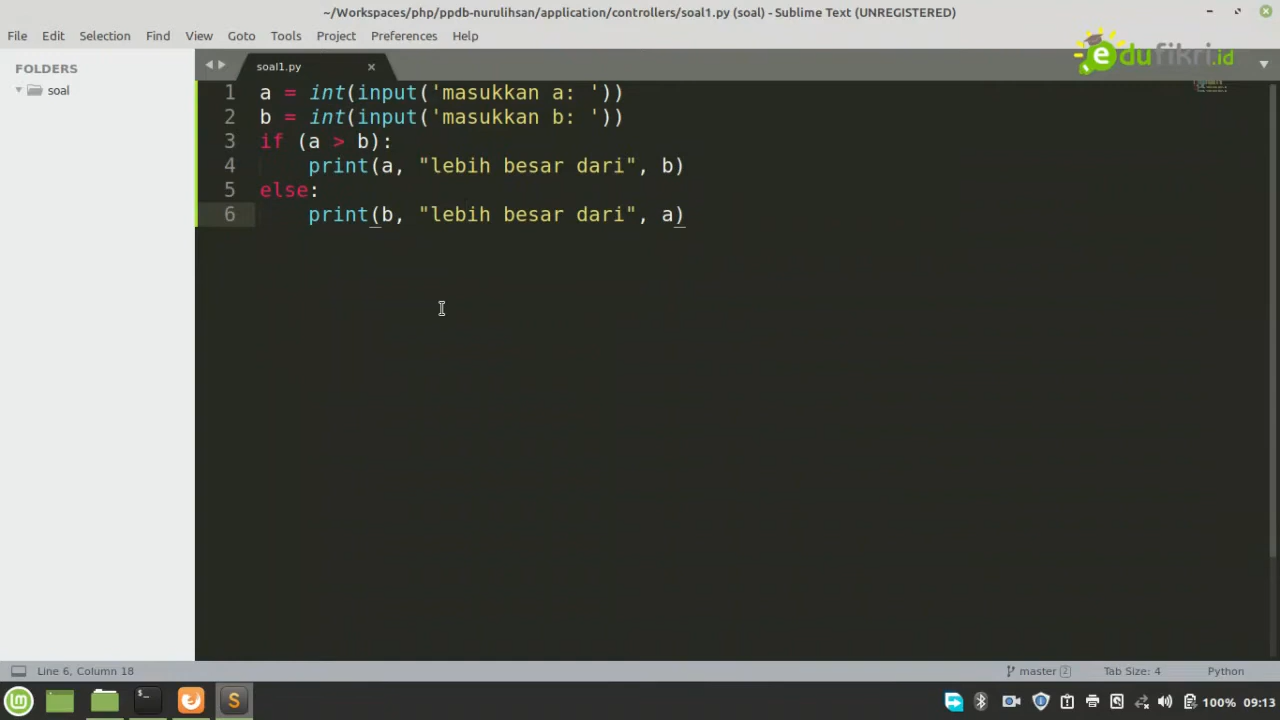 ~/Workspaces/php/ppdb-nurulihsan/application/controllers/soal1.py (soal) - Sublime Text (UNREGISTERED)
File Edit Selection Find View Goto Tools Project Preferences Help
edufikri.id
FOLDERS
soal
soal1.py
1 a = int(input('masukkan a: '))
2 b = int(input('masukkan b: '))
3 if (a > b):
4     print(a, "lebih besar dari", b)
5 else:
6     print(b, "lebih besar dari", a)
Line 6, Column 18
master 2
Tab Size: 4
Python
100% 09:13